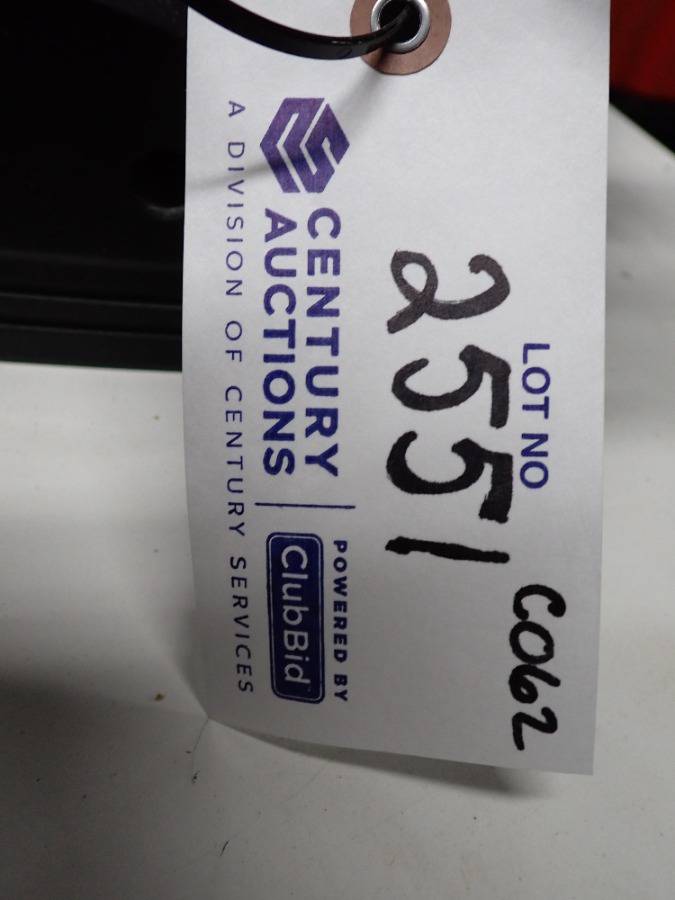 LOT NO
C062
2551
CENTURY
AUCTIONS
POWERED BY
ClubBid
A DIVISION OF CENTURY SERVICES